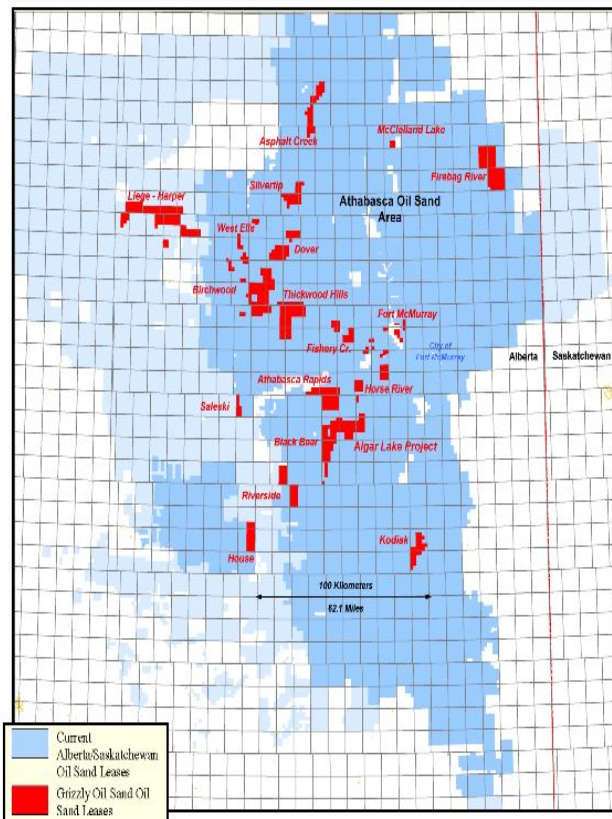 Asphalt Creek
McClelland Lake
Firebag River
Silvertip
Liege - Harper
Athabasca Oil Sand
Area
West Ells
Dover
Birchwood
Thickwood Hills
Fort McMurray
Fishery Cr.
City of
Fort McMurray
Alberta
Saskatchewan
Athabasca Rapids
Horse River
Saleski
Black Bear
Algar Lake Project
Riverside
House
Kodiak
100 Kilometers
62.1 Miles
Current
Alberta/Saskatchewan
Oil Sand Leases
Grizzly Oil Sand Oil
Sand Leases